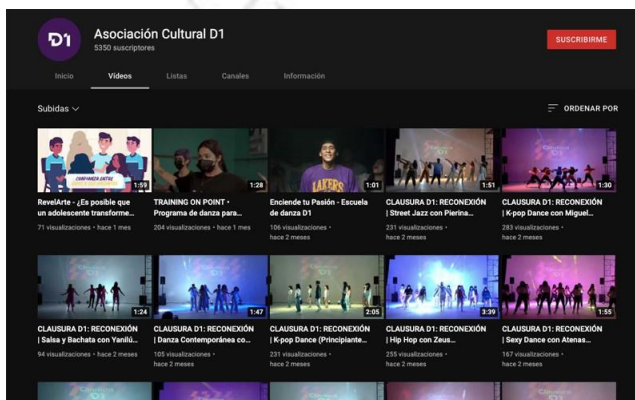 D1
Asociación Cultural D1
5350 suscriptores
SUSCRIBIRME
Inicio
Vídeos
Listas
Canales
Información
Subidas
ORDENAR POR
CONFIANZA ENTRE
1:59
1:28
LAKERS
1:01
1:51
1:30
RevelArte - ¿Es posible que
un adolescente transforme...
71 visualizaciones • hace 1 mes
TRAINING ON POINT •
Programa de danza para...
204 visualizaciones • hace 1 mes
Enciende tu Pasión - Escuela
de danza D1
106 visualizaciones •
hace 2 meses
CLAUSURA D1: RECONEXIÓN
| Street Jazz con Pierina...
231 visualizaciones •
hace 2 meses
CLAUSURA D1: RECONEXIÓN
| K-pop Dance con Miguel...
283 visualizaciones •
hace 2 meses
1:24
1:47
2:05
3:39
1:55
CLAUSURA D1: RECONEXIÓN
| Salsa y Bachata con Yanilú...
94 visualizaciones • hace 2 meses
CLAUSURA D1: RECONEXIÓN
| Danza Contemporánea co...
105 visualizaciones •
hace 2 meses
CLAUSURA D1: RECONEXIÓN
| K-pop Dance (Principiante...
231 visualizaciones •
hace 2 meses
CLAUSURA D1: RECONEXIÓN
| Hip Hop con Zeus...
255 visualizaciones •
hace 2 meses
CLAUSURA D1: RECONEXIÓN
| Sexy Dance con Atenas...
167 visualizaciones •
hace 2 meses